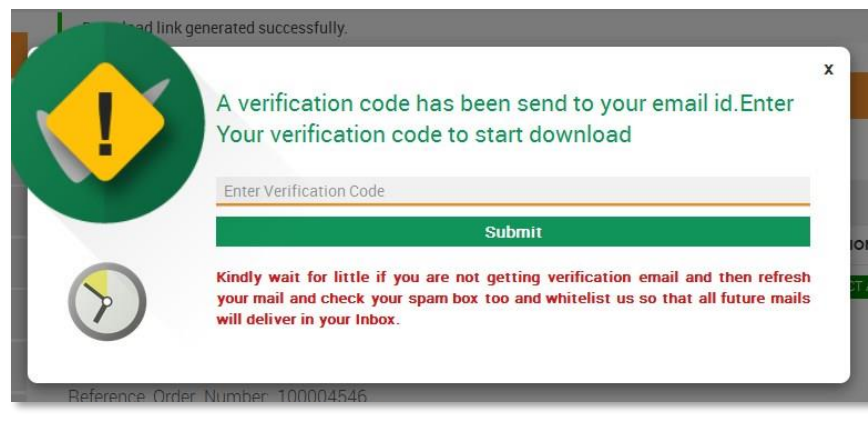 link generated successfully.
x
A verification code has been send to your email id.Enter
Your verification code to start download
Enter Verification Code
Submit
Kindly wait for little if you are not getting verification email and then refresh
your mail and check your spam box too and whitelist us so that all future mails
will deliver in your Inbox.
Reference Order Number: 100004546